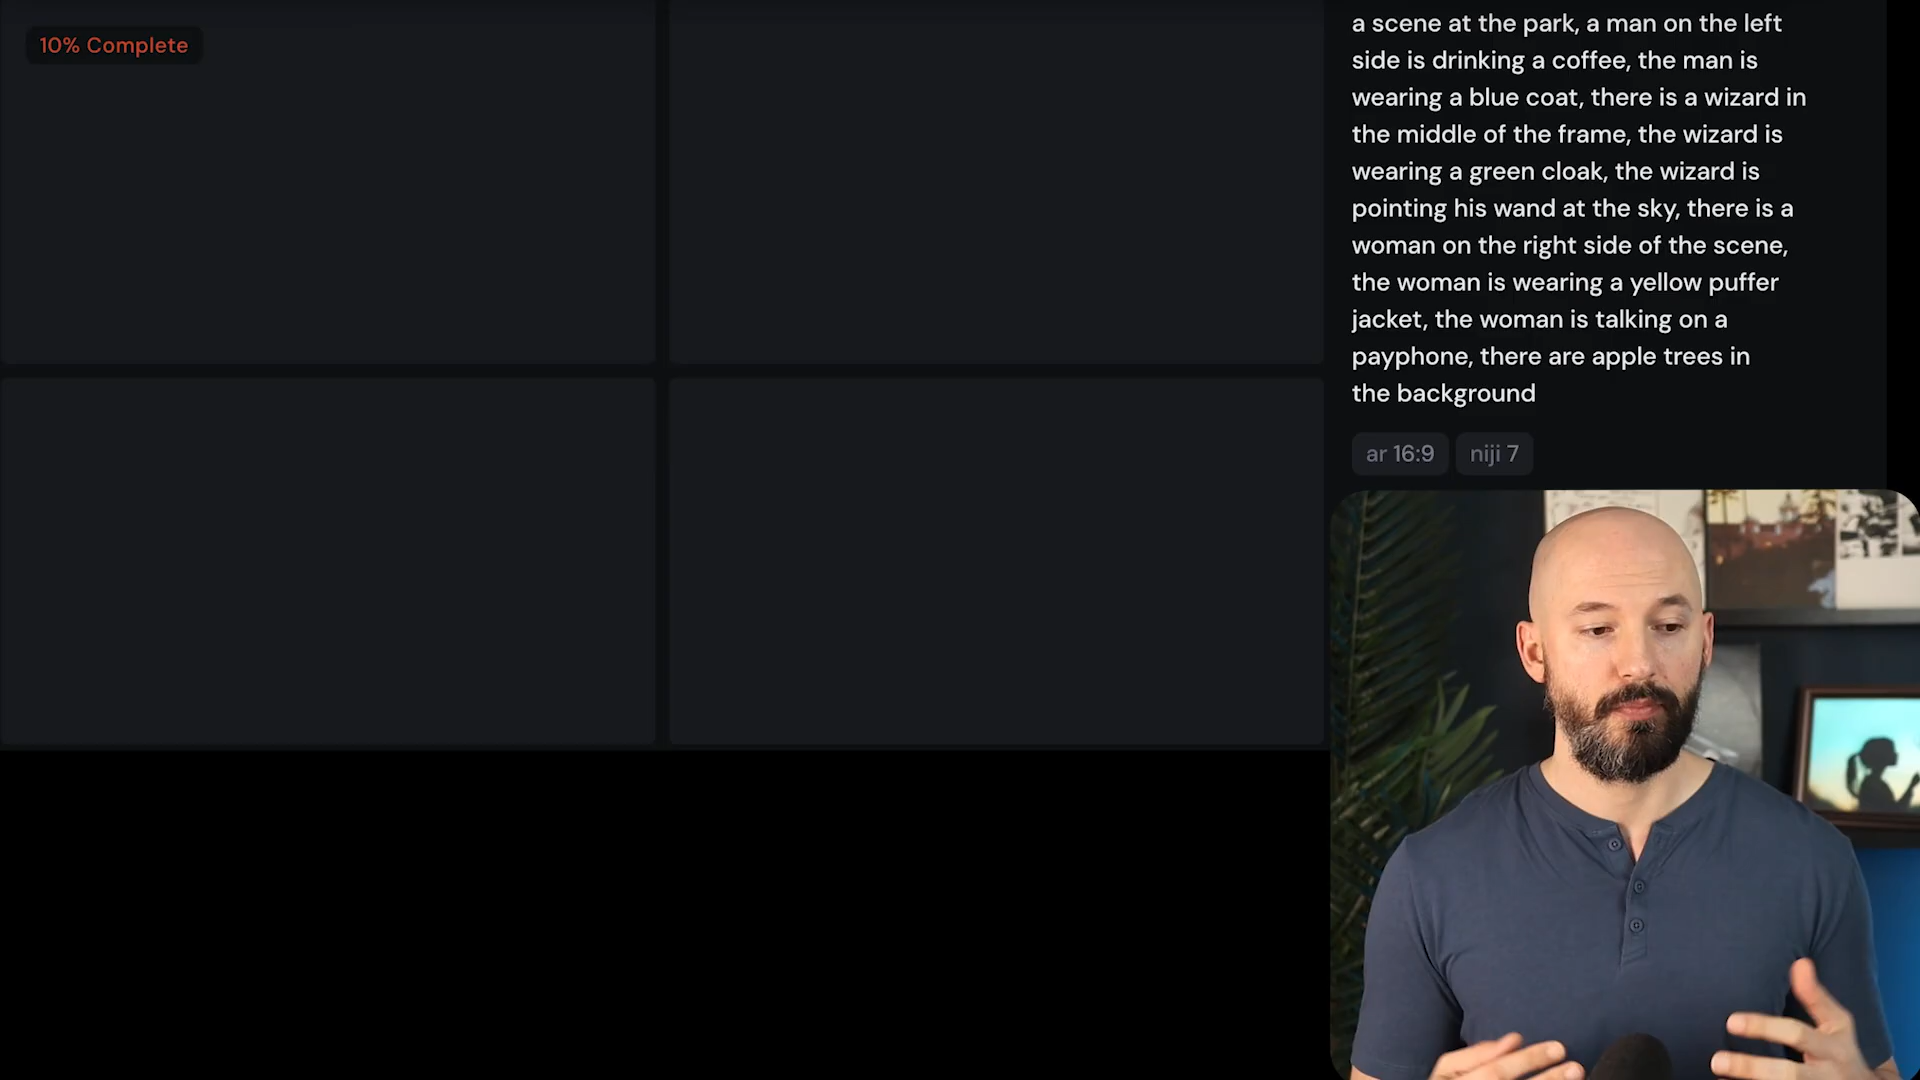 10% Complete
a scene at the park, a man on the left
side is drinking a coffee, the man is
wearing a blue coat, there is a wizard in
the middle of the frame, the wizard is
wearing a green cloak, the wizard is
pointing his wand at the sky, there is a
woman on the right side of the scene,
the woman is wearing a yellow puffer
jacket, the woman is talking on a
payphone, there are apple trees in
the background
ar 16:9
niji 7